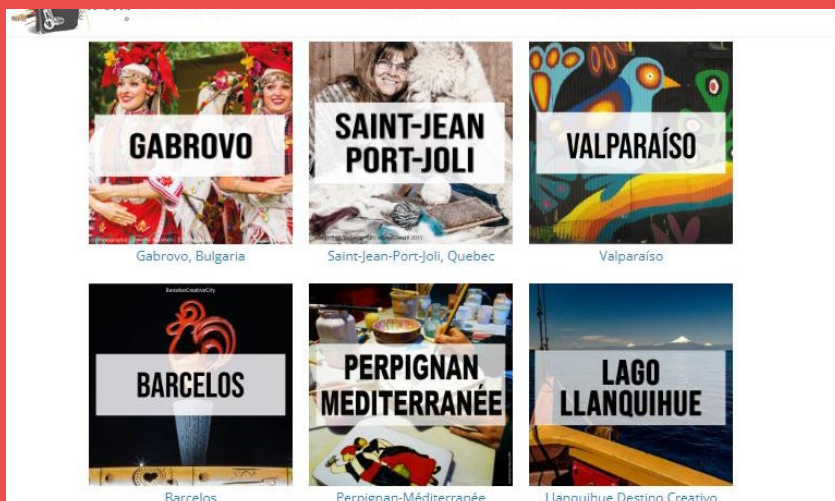 GABROVO
SAINT-JEAN
PORT-JOLI
VALPARAÍSO
Gabrovo, Bulgaria
Saint-Jean-Port-Joli, Quebec
Valparaíso
BarcelosCreativeCity
BARCELOS
PERPIGNAN
MEDITERRANÉE
LAGO
LLANQUIHUE
Barcelos
Perpignan-Méditerranée
Llanquihue Destino Creativo